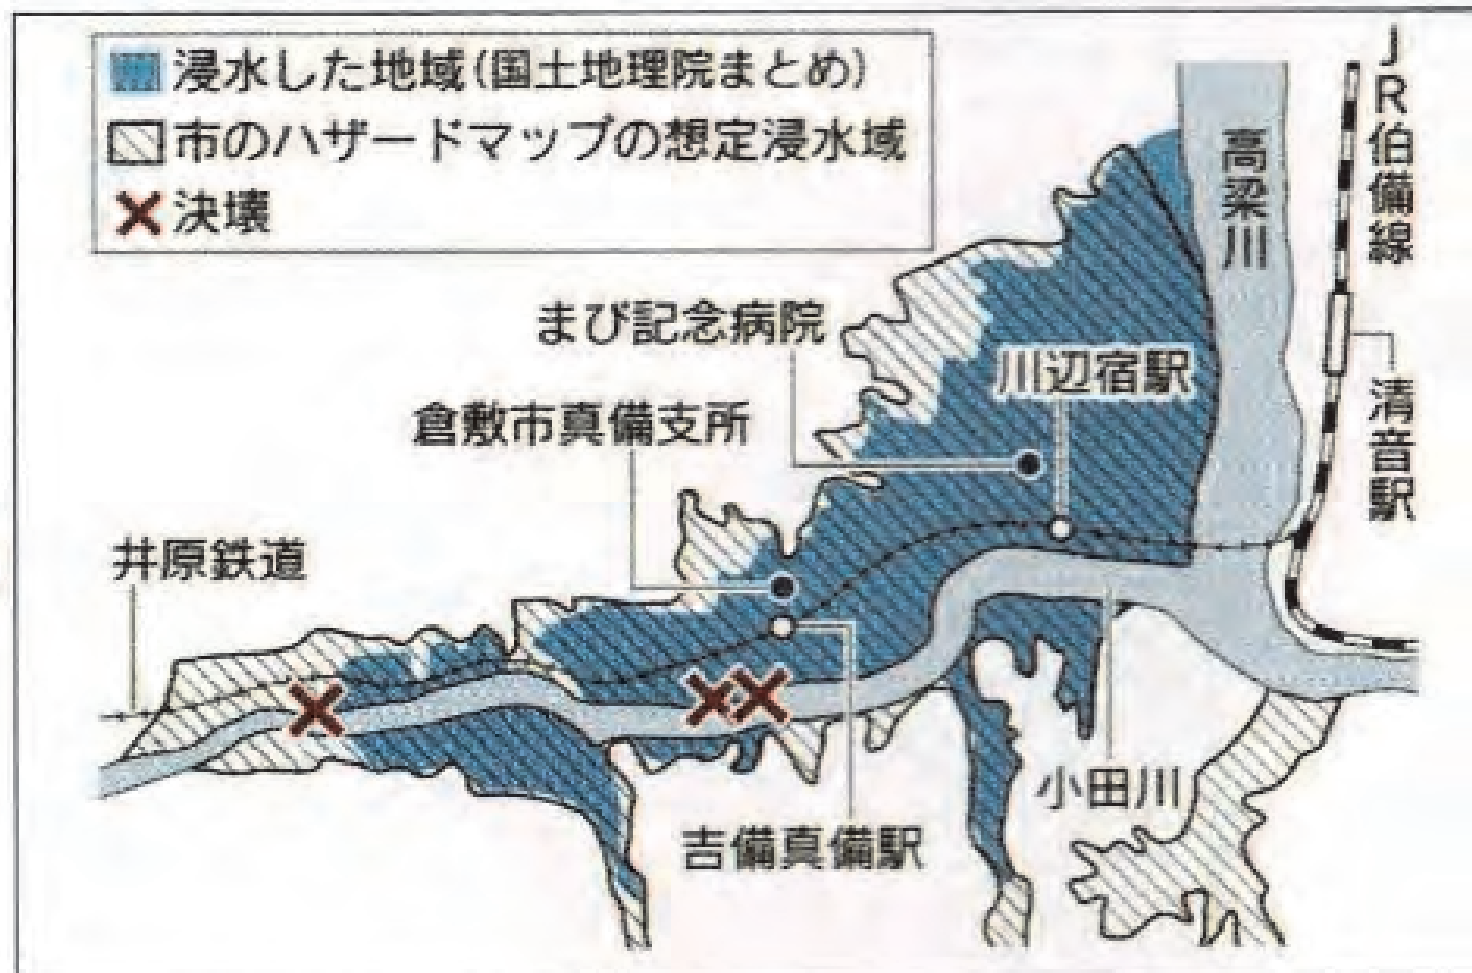 浸水した地域(国土地理院まとめ)
市のハザードマップの想定浸水域
決壊
JR伯備線
高梁川
まび記念病院
川辺宿駅
倉敷市真備支所
清音駅
井原鉄道
小田川
吉備真備駅